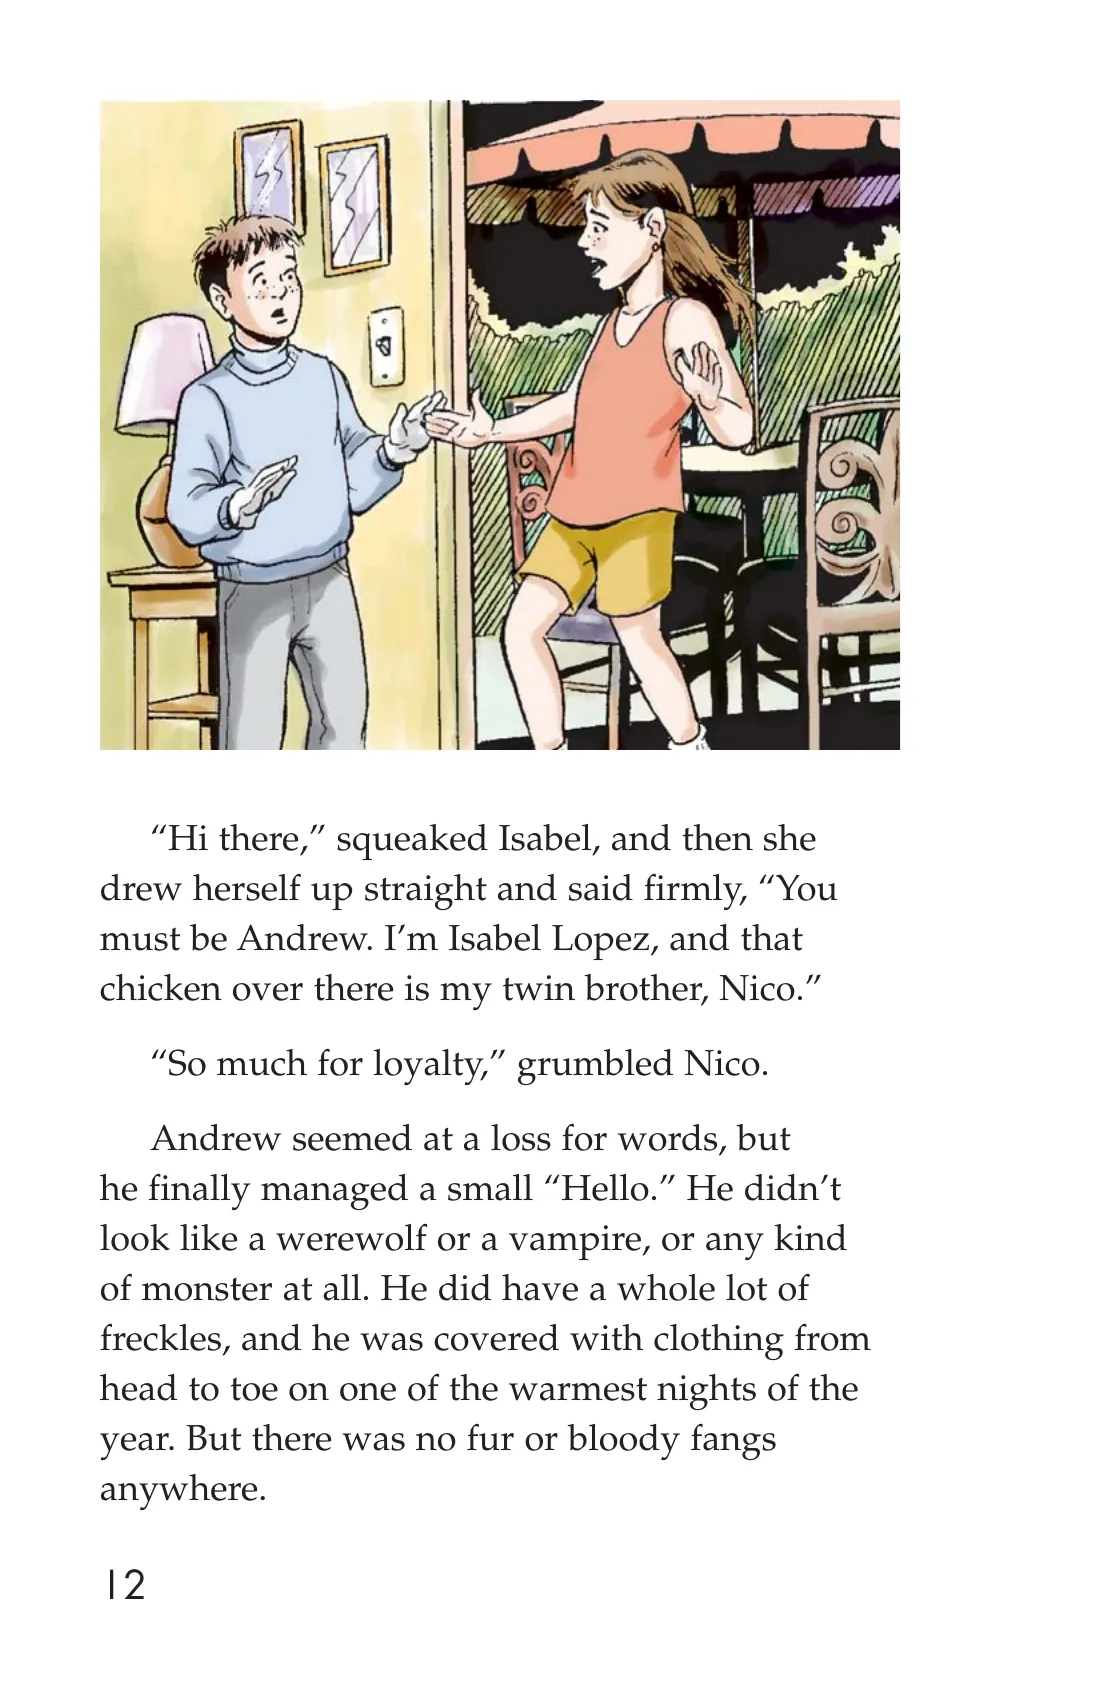 “Hi there,” squeaked Isabel, and then she
drew herself up straight and said firmly, “You
must be Andrew. I’m Isabel Lopez, and that
chicken over there is my twin brother, Nico.”
“So much for loyalty,” grumbled Nico.
Andrew seemed at a loss for words, but
he finally managed a small “Hello.” He didn’t
look like a werewolf or a vampire, or any kind
of monster at all. He did have a whole lot of
freckles, and he was covered with clothing from
head to toe on one of the warmest nights of the
year. But there was no fur or bloody fangs
anywhere.
12